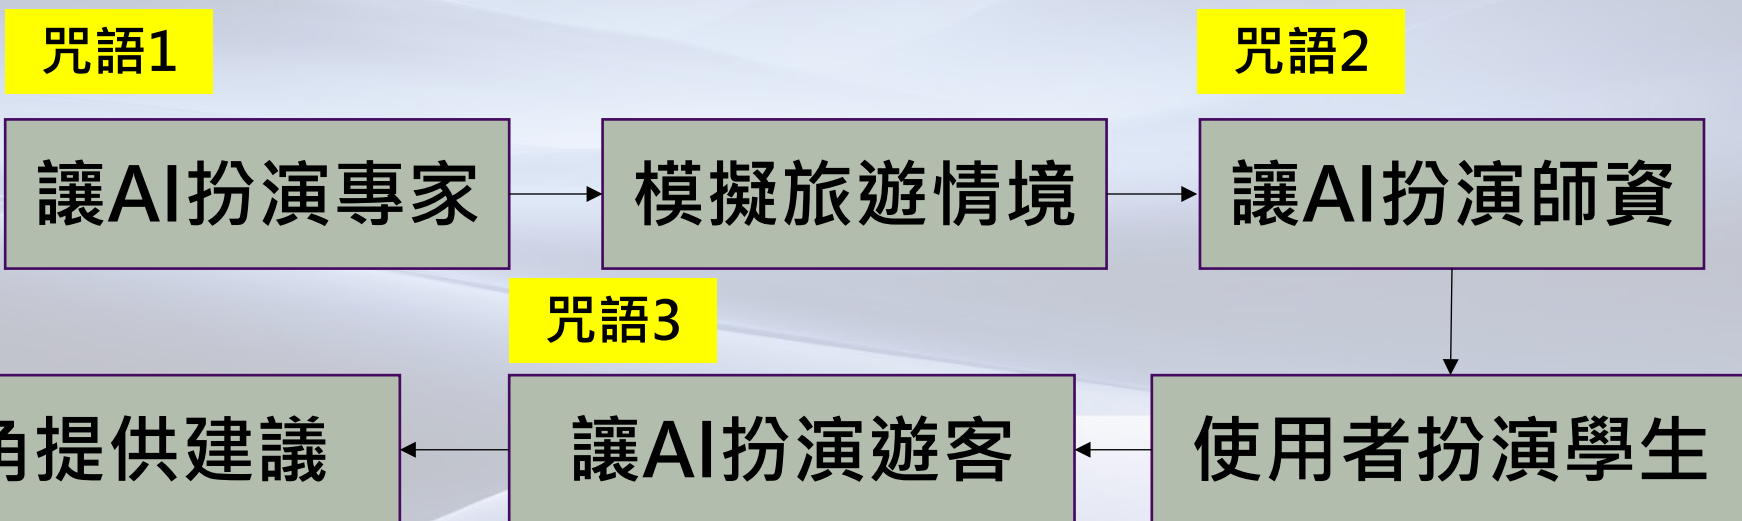 咒語1
咒語2
讓AI扮演專家
模擬旅遊情境
讓AI扮演師資
咒語3
提供建議
讓AI扮演遊客
使用者扮演學生